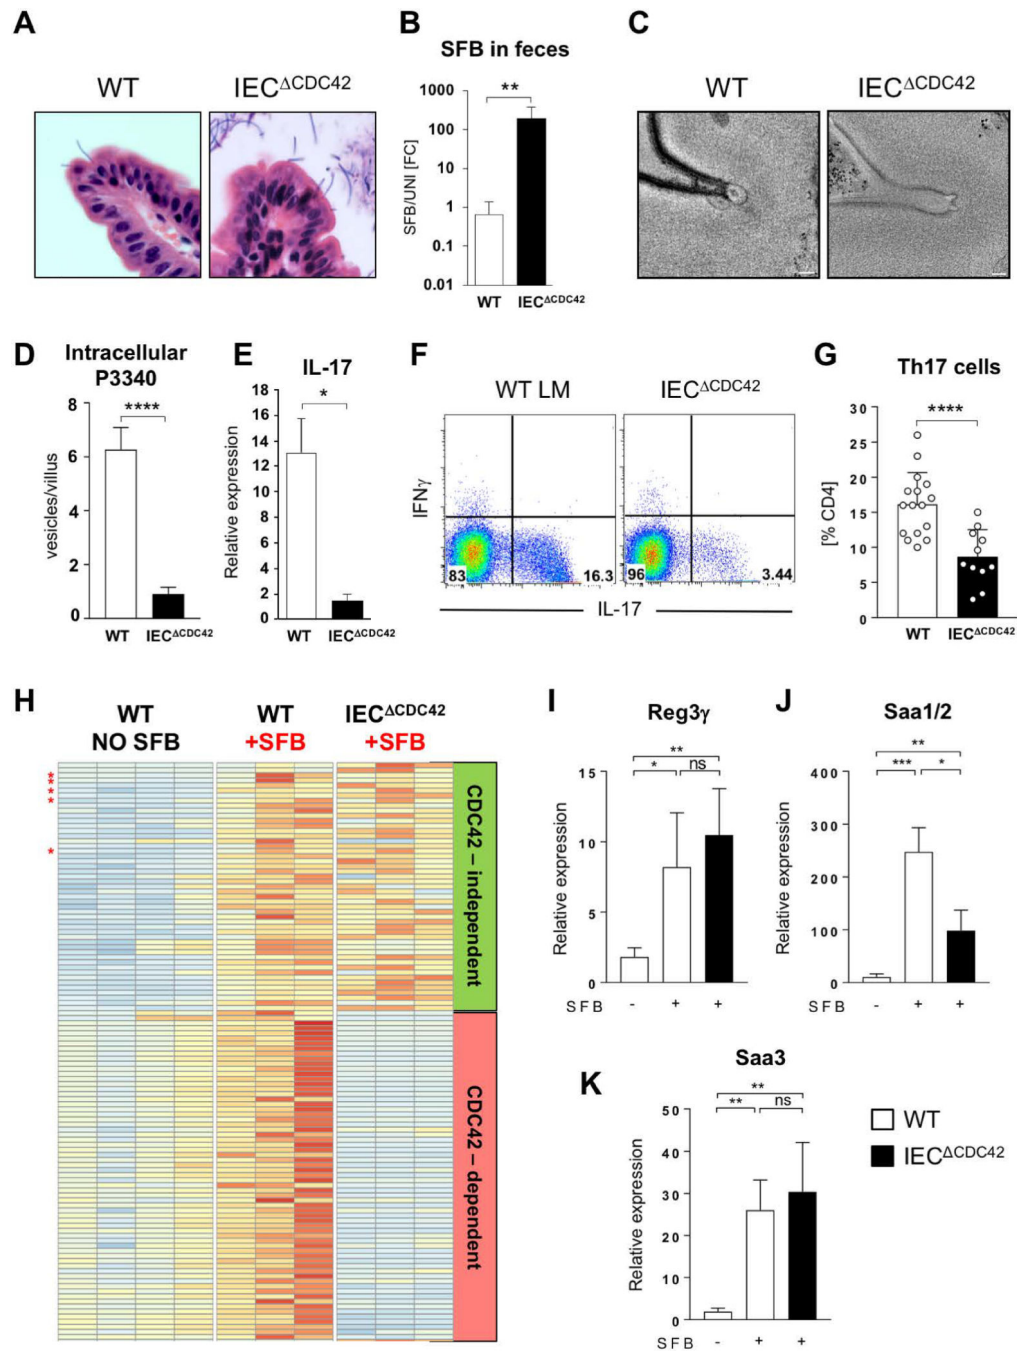 A
WT
IEC^ΔCDC42
B
SFB in feces
**
1000
100
10
1
0.1
0.01
SFB/UNI [FC]
WT
IEC^ΔCDC42
C
WT
IEC^ΔCDC42
D
Intracellular
P3340
****
8
6
4
2
0
vesicles/villus
WT
IEC^ΔCDC42
E
IL-17
*
18
16
14
12
10
8
6
4
2
0
Relative expression
WT
IEC^ΔCDC42
F
WT LM
IEC^ΔCDC42
IFNγ
83
16.3
96
3.44
IL-17
G
Th17 cells
****
30
25
20
15
10
5
0
[% CD4]
WT
IEC^ΔCDC42
H
WT
NO SFB
WT
+SFB
IEC^ΔCDC42
+SFB
*
*
*
*
*
CDC42 – independent
CDC42 – dependent
I
Reg3γ
**
* ns
15
10
5
0
Relative expression
SFB - + +
J
Saa1/2
**
*** *
400
300
200
100
0
Relative expression
SFB - + +
K
Saa3
**
** ns
50
40
30
20
10
0
Relative expression
SFB - + +
WT
IEC^ΔCDC42